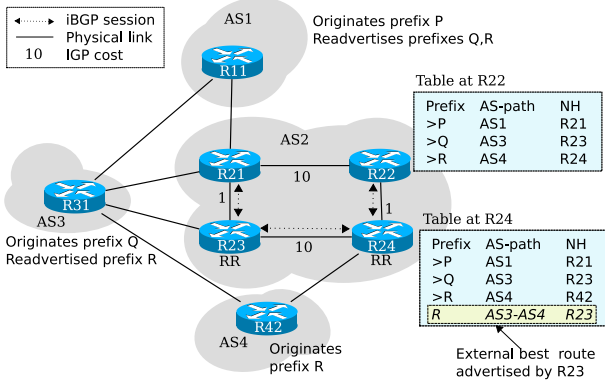 iBGP session
Physical link
10 IGP cost
AS1
Originates prefix P
Readvertises prefixes Q,R
R11
Table at R22
Prefix AS-path NH
>P AS1 R21
>Q AS3 R23
>R AS4 R24
AS2
R21
R22
10
1
1
R31
AS3
Originates prefix Q
Readvertised prefix R
R23
RR
10
R24
RR
Table at R24
Prefix AS-path NH
>P AS1 R21
>Q AS3 R23
>R AS4 R42
R AS3-AS4 R23
External best route
advertised by R23
R42
AS4
Originates
prefix R